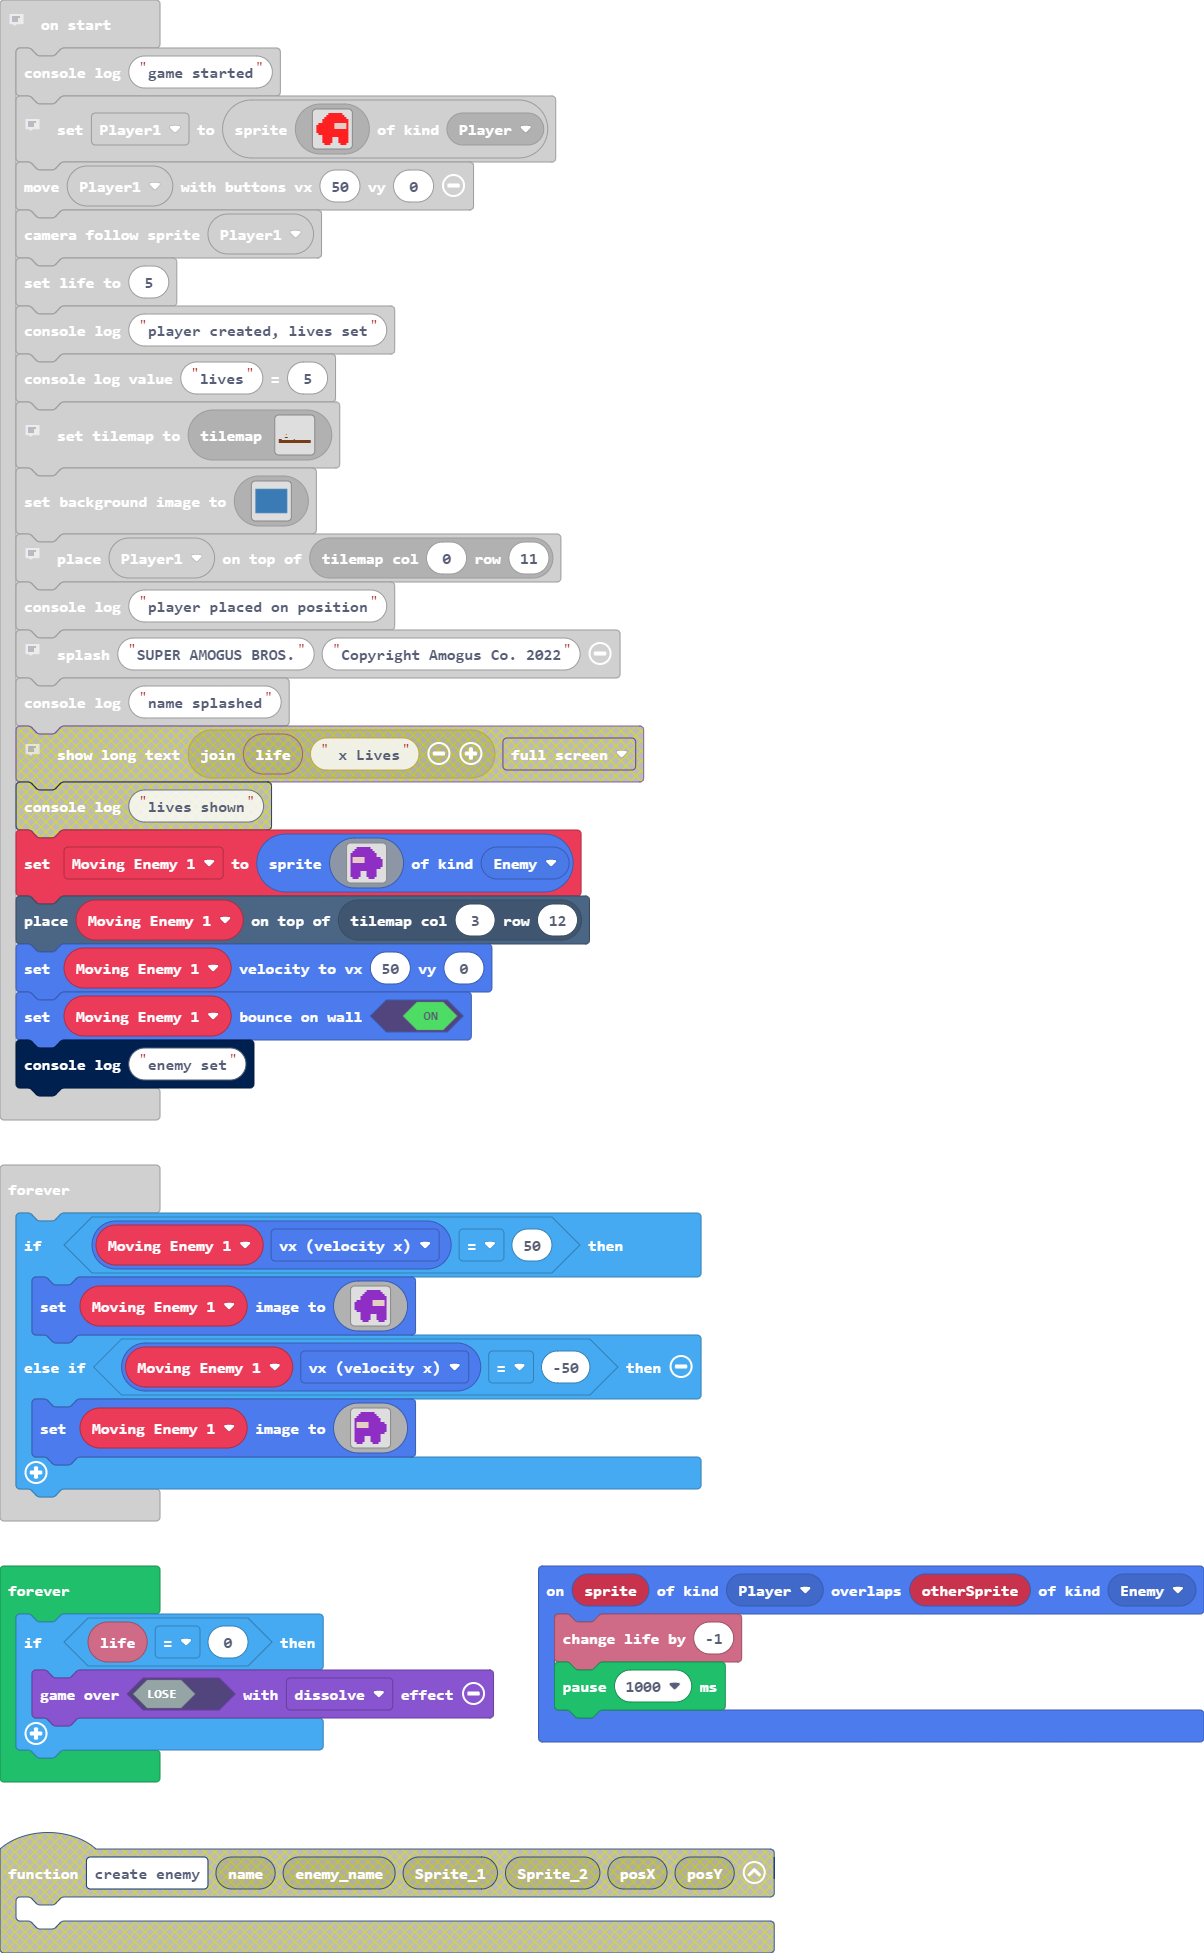 on start
console log "game started"
set Player1 to sprite of kind Player
move Player1 with buttons vx 50 vy 0
camera follow sprite Player1
set life to 5
console log "player created, lives set"
console log value "lives" = 5
set tilemap to tilemap
set background image to
place Player1 on top of tilemap col 0 row 11
console log "player placed on position"
splash "SUPER AMOGUS BROS." "Copyright Amogus Co. 2022"
console log "name splashed"
show long text join life " x Lives" full screen
console log "lives shown"
set Moving Enemy 1 to sprite of kind Enemy
place Moving Enemy 1 on top of tilemap col 3 row 12
set Moving Enemy 1 velocity to vx 50 vy 0
set Moving Enemy 1 bounce on wall ON
console log "enemy set"
forever
if Moving Enemy 1 vx (velocity x) = 50 then
set Moving Enemy 1 image to
else if Moving Enemy 1 vx (velocity x) = -50 then
set Moving Enemy 1 image to
forever
if life = 0 then
game over LOSE with dissolve effect
on sprite of kind Player overlaps otherSprite of kind Enemy
change life by -1
pause 1000 ms
function create enemy name enemy_name Sprite_1 Sprite_2 posX posY